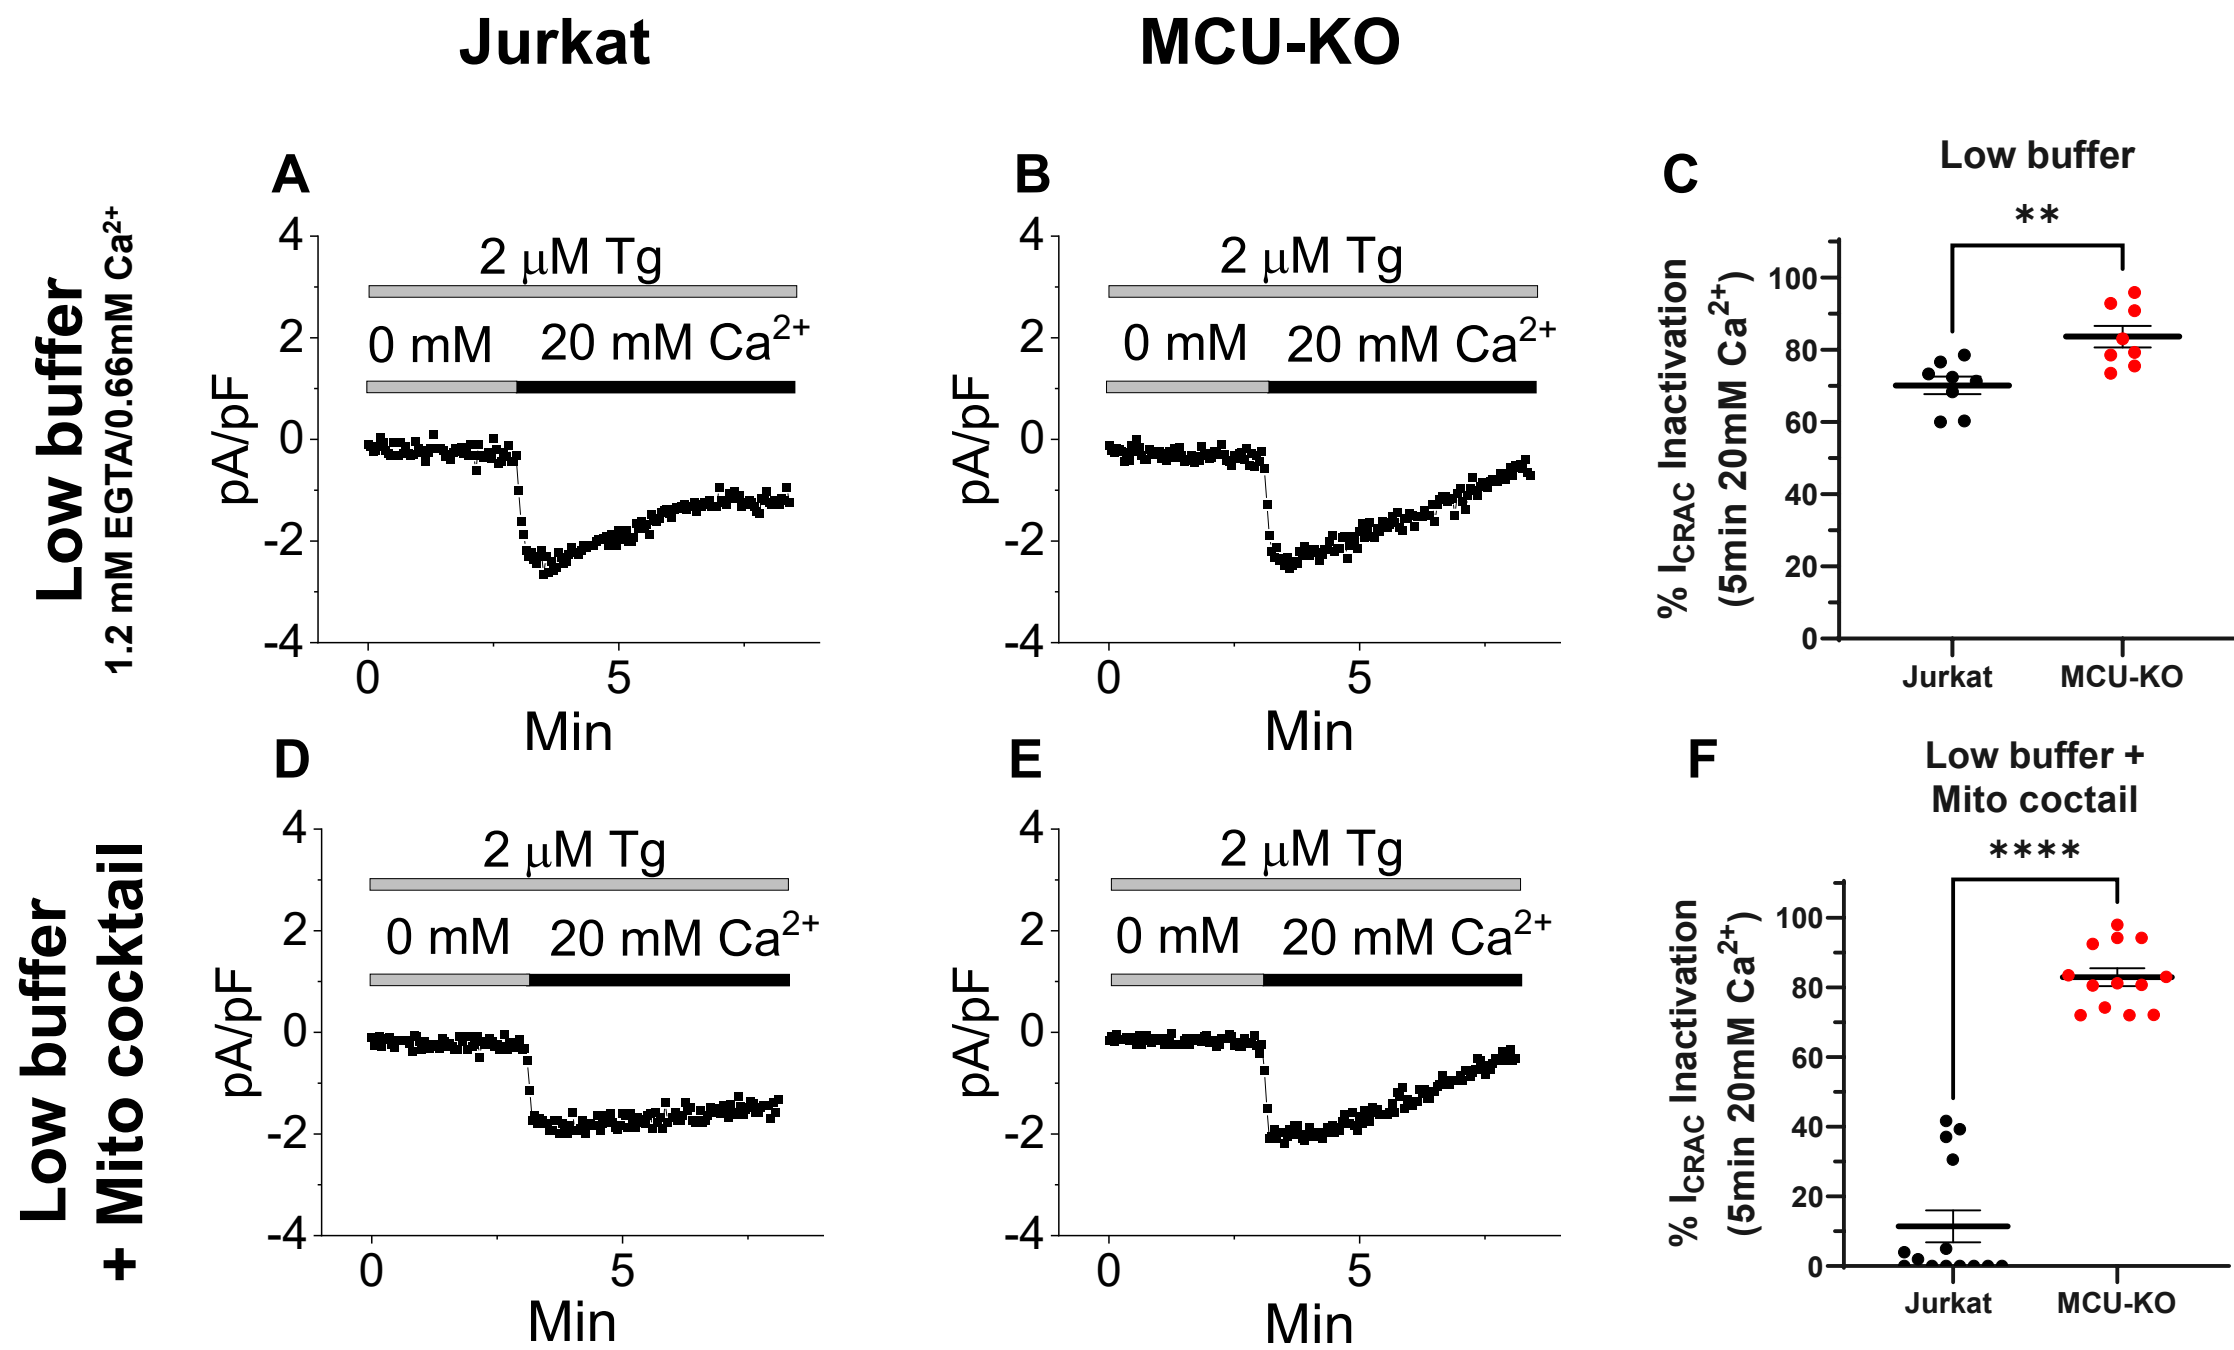 Jurkat
MCU-KO
Low buffer
1.2 mM EGTA/0.66mM Ca²⁺
A
4
2
0
-2
-4
pA/pF
2 μM Tg
0 mM
20 mM Ca²⁺
0
5
Min
B
4
2
0
-2
-4
pA/pF
2 μM Tg
0 mM
20 mM Ca²⁺
0
5
Min
C
Low buffer
**
% I_CRAC Inactivation
(5min 20mM Ca²⁺)
100
80
60
40
20
0
Jurkat
MCU-KO
Low buffer
+ Mito cocktail
D
4
2
0
-2
-4
pA/pF
2 μM Tg
0 mM
20 mM Ca²⁺
0
5
Min
E
4
2
0
-2
-4
pA/pF
2 μM Tg
0 mM
20 mM Ca²⁺
0
5
Min
F
Low buffer +
Mito coctail
****
% I_CRAC Inactivation
(5min 20mM Ca²⁺)
100
80
60
40
20
0
Jurkat
MCU-KO